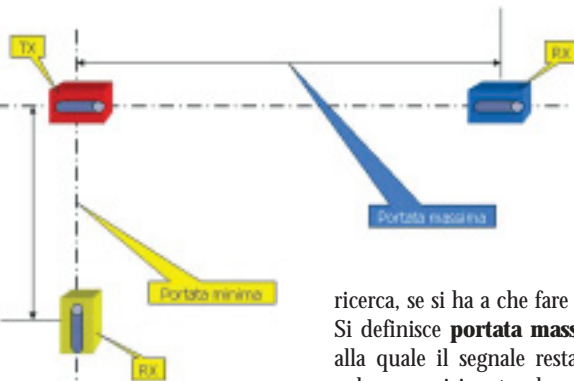 TX
RX
Portata massima
Portata minima
RX
ricerca, se si ha a che fare
Si definisce portata mass
alla quale il segnale resta